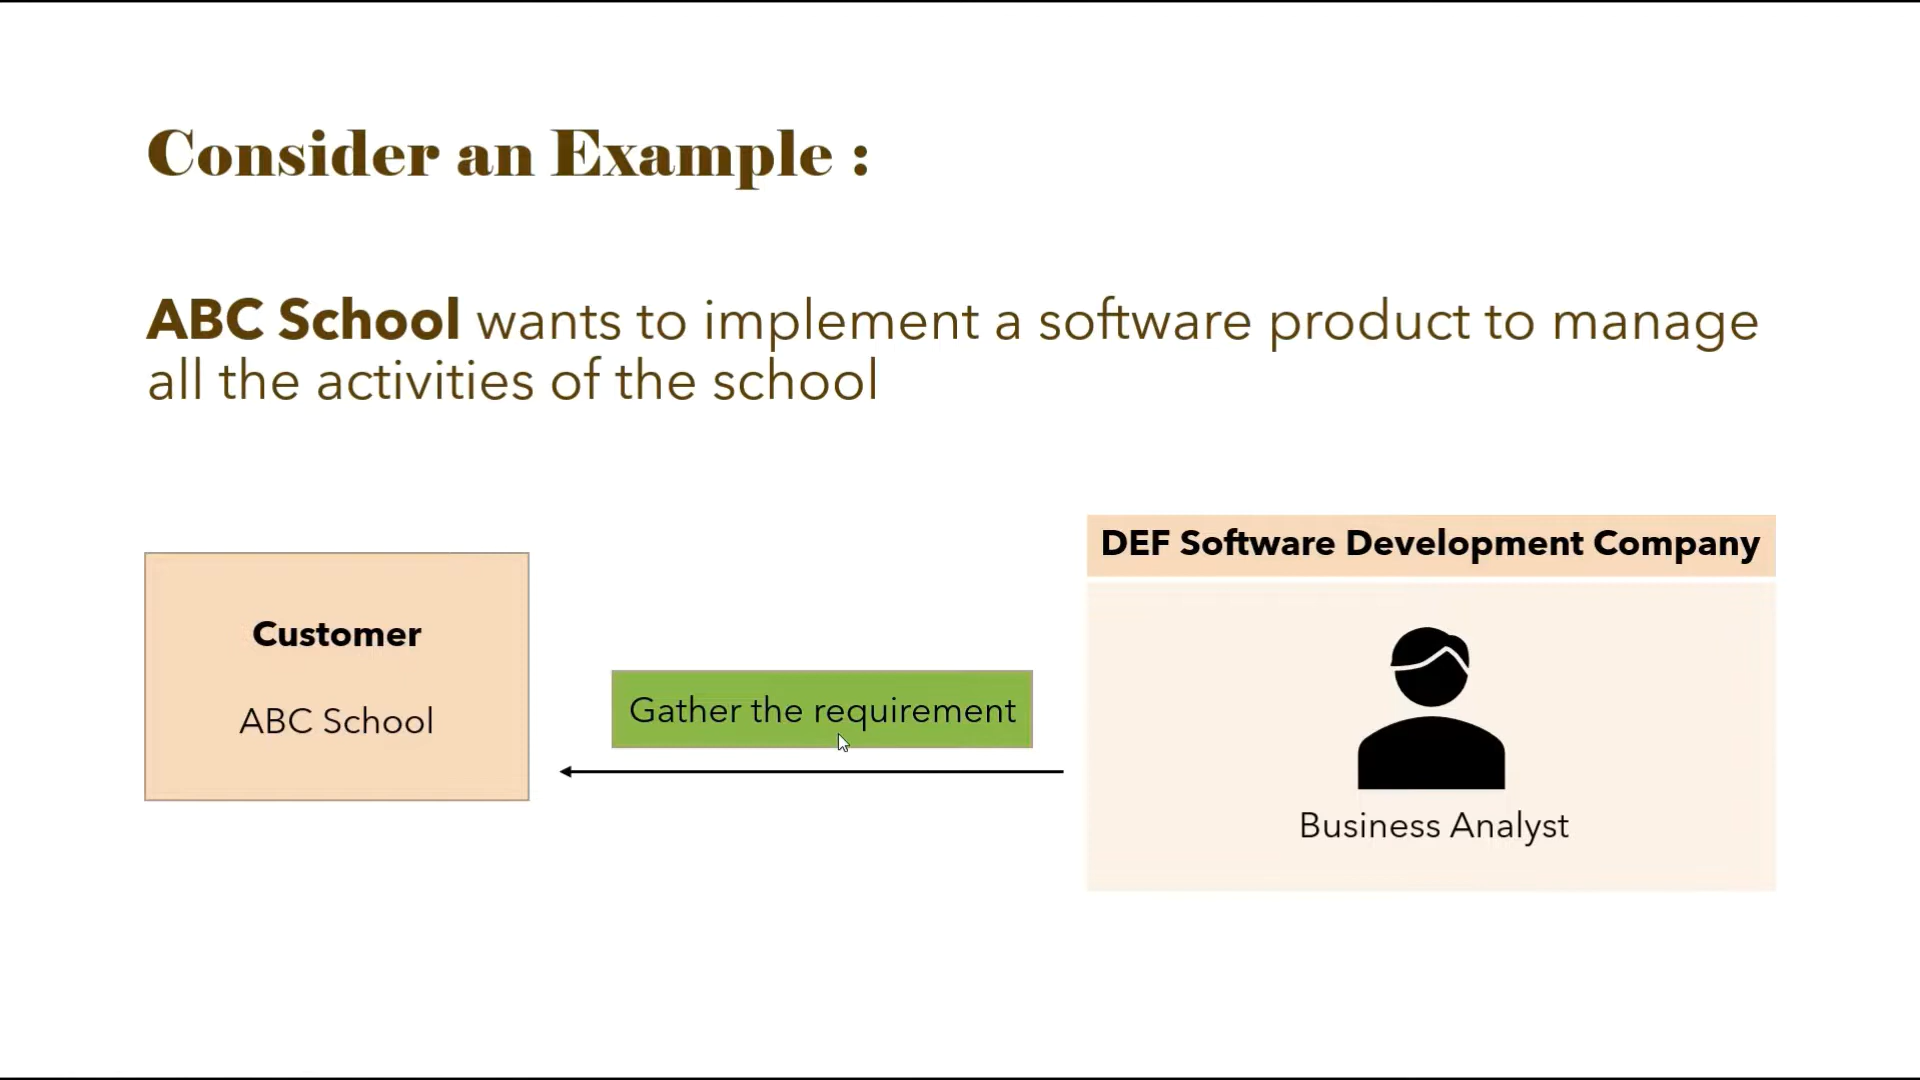 Consider an Example :
ABC School wants to implement a software product to manage
all the activities of the school
DEF Software Development Company
Customer
ABC School
Gather the requirement
Business Analyst